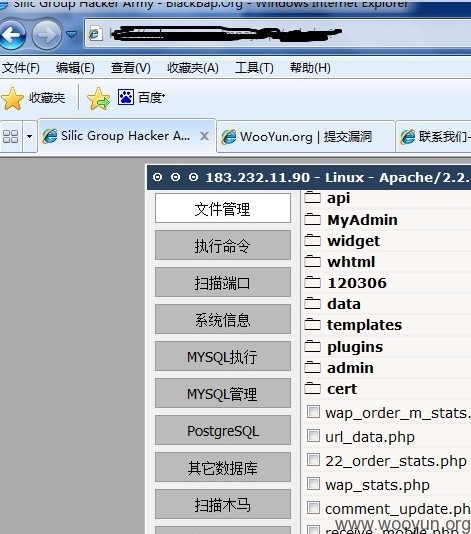 Silic Group Hacker Army - BlackBap.Org - Windows Internet Explorer
文件(F) 编辑(E) 查看(V) 收藏夹(A) 工具(T) 帮助(H)
收藏夹 百度
Silic Group Hacker A... WooYun.org | 提交漏洞 联系我们-
183.232.11.90 - Linux - Apache/2.2.
文件管理
执行命令
扫描端口
系统信息
MYSQL执行
MYSQL管理
PostgreSQL
其它数据库
扫描木马
api
MyAdmin
widget
whtml
120306
data
templates
plugins
admin
cert
wap_order_m_stats.
url_data.php
22_order_stats.php
wap_stats.php
comment_update.ph
receive_mobile.php
www.wooyun.org